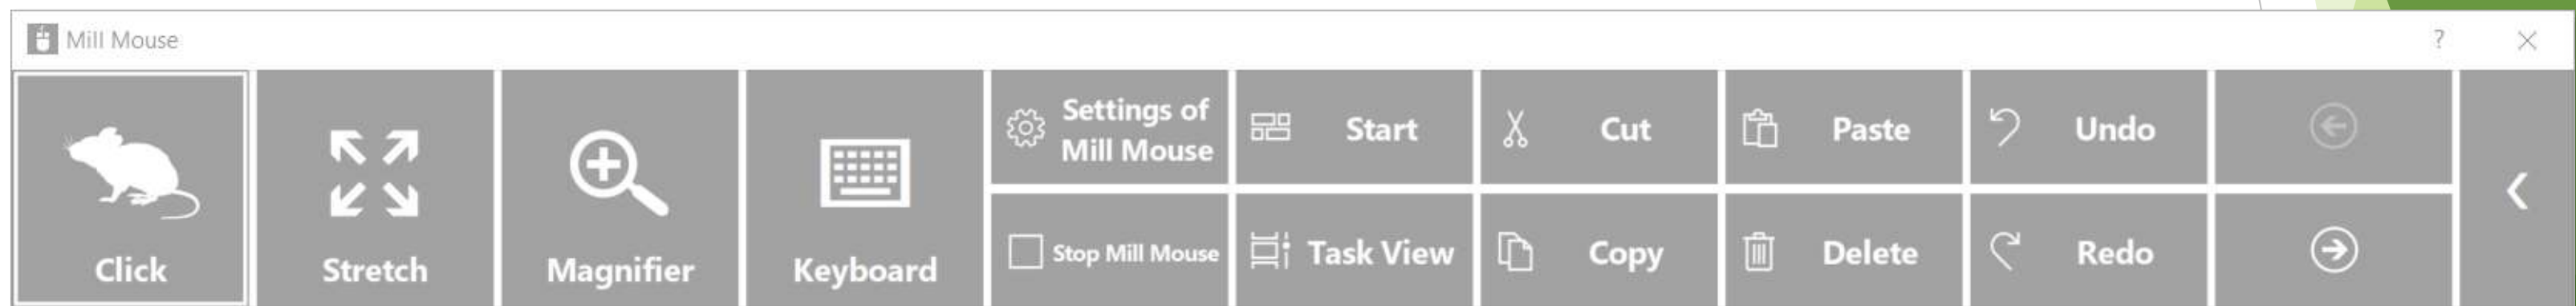 Mill Mouse
?
Click
Stretch
Magnifier
Keyboard
Settings of
Mill Mouse
Stop Mill Mouse
Start
Task View
Cut
Copy
Paste
Delete
Undo
Redo